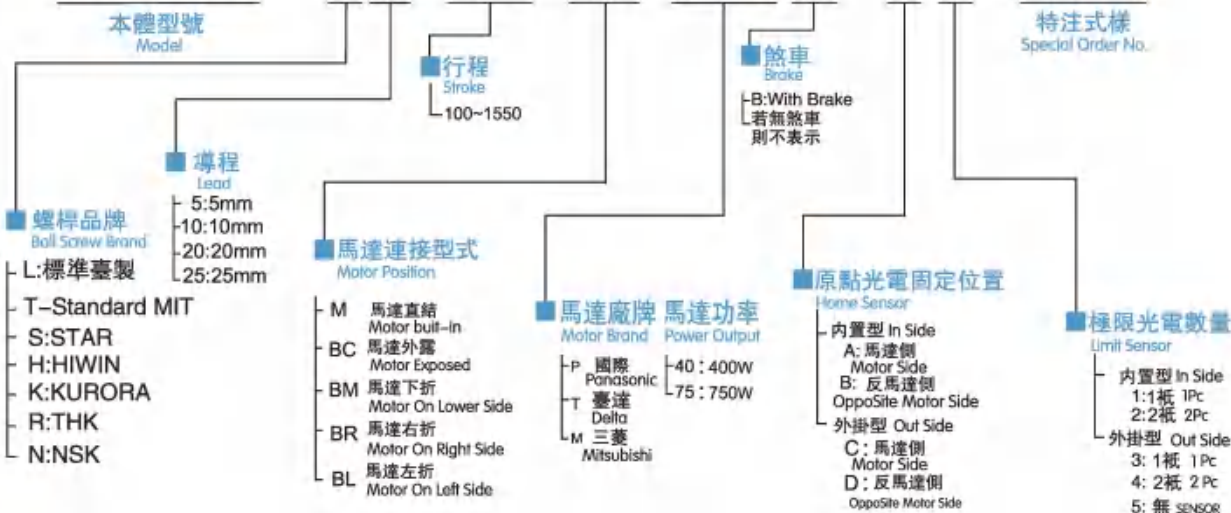 本體型號
Model
特注式樣
Special Order No.
行程
Stroke
100~1550
煞車
Brake
B:With Brake
若無煞車
則不表示
導程
Lead
5:5mm
10:10mm
20:20mm
25:25mm
螺桿品牌
Ball Screw Brand
L:標準臺製
T-Standard MIT
S:STAR
H:HIWIN
K:KURORA
R:THK
N:NSK
馬達連接型式
Motor Position
M 馬達直結
Motor buit-in
BC 馬達外露
Motor Exposed
BM 馬達下折
Motor On Lower Side
BR 馬達右折
Motor On Right Side
BL 馬達左折
Motor On Left Side
馬達廠牌
Motor Brand
P 國際
Panasonic
T 臺達
Delta
M 三菱
Mitsubishi
馬達功率
Power Output
40:400W
75:750W
原點光電固定位置
Home Sensor
內置型 In Side
A: 馬達側
Motor Side
B: 反馬達側
OppoSite Motor Side
外掛型 Out Side
C: 馬達側
Motor Side
D: 反馬達側
OppoSite Motor Side
極限光電數量
Limit Sensor
內置型 In Side
1:1祇 1Pc
2:2祇 2Pc
外掛型 Out Side
3: 1祇 1Pc
4: 2祇 2Pc
5: 無 SENSOR